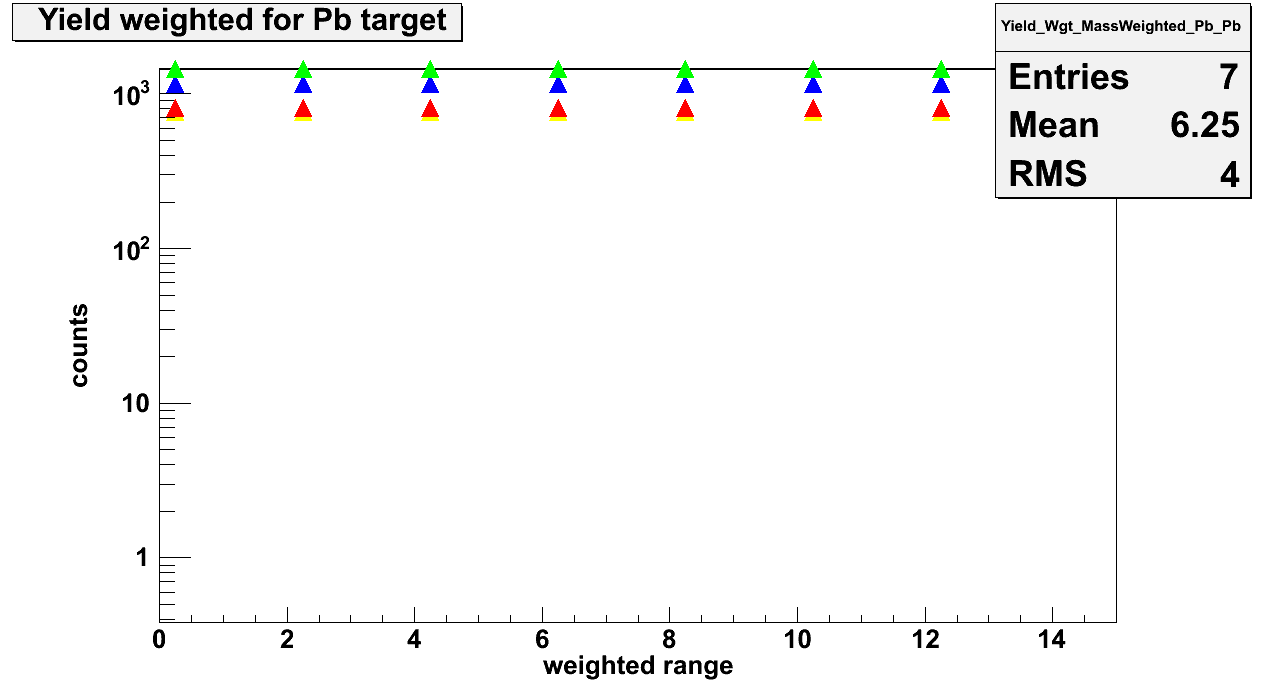 Yield weighted for Pb target
Yield_Wgt_MassWeighted_Pb_Pb
Entries 7
Mean 6.25
RMS 4
10³
10²
10
1
counts
0 2 4 6 8 10 12 14
weighted range